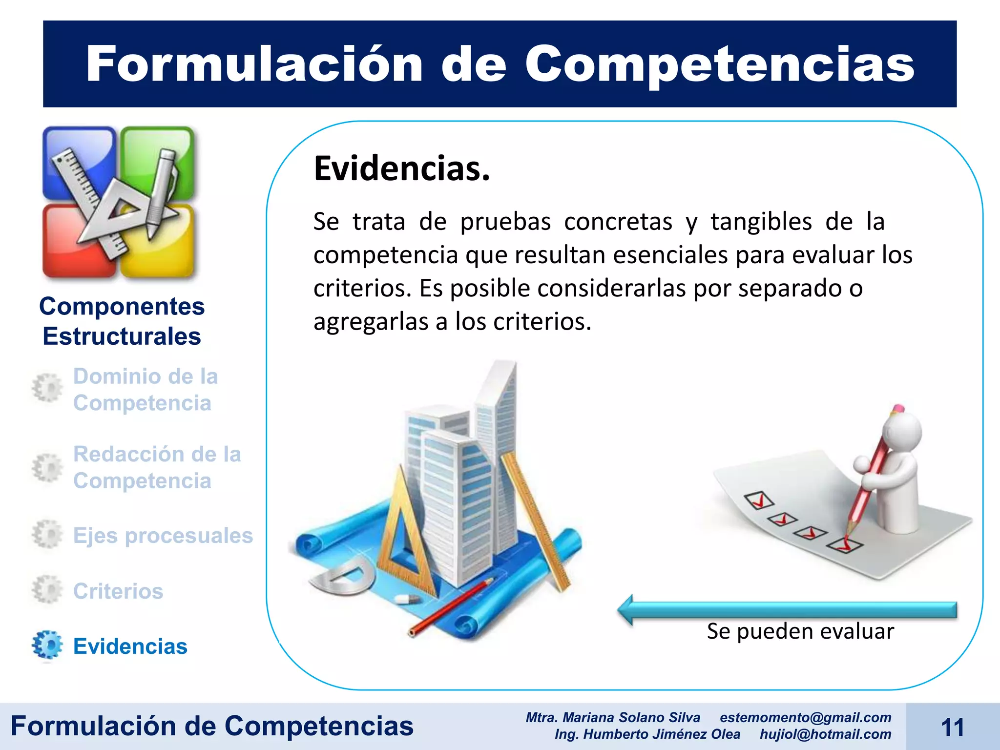 Formulación de Competencias
Componentes
Estructurales
Dominio de la
Competencia
Redacción de la
Competencia
Ejes procesuales
Criterios
Evidencias
Evidencias.
Se trata de pruebas concretas y tangibles de la
competencia que resultan esenciales para evaluar los
criterios. Es posible considerarlas por separado o
agregarlas a los criterios.
Se pueden evaluar
Formulación de Competencias
Mtra. Mariana Solano Silva estemomento@gmail.com
Ing. Humberto Jiménez Olea hujiol@hotmail.com
11